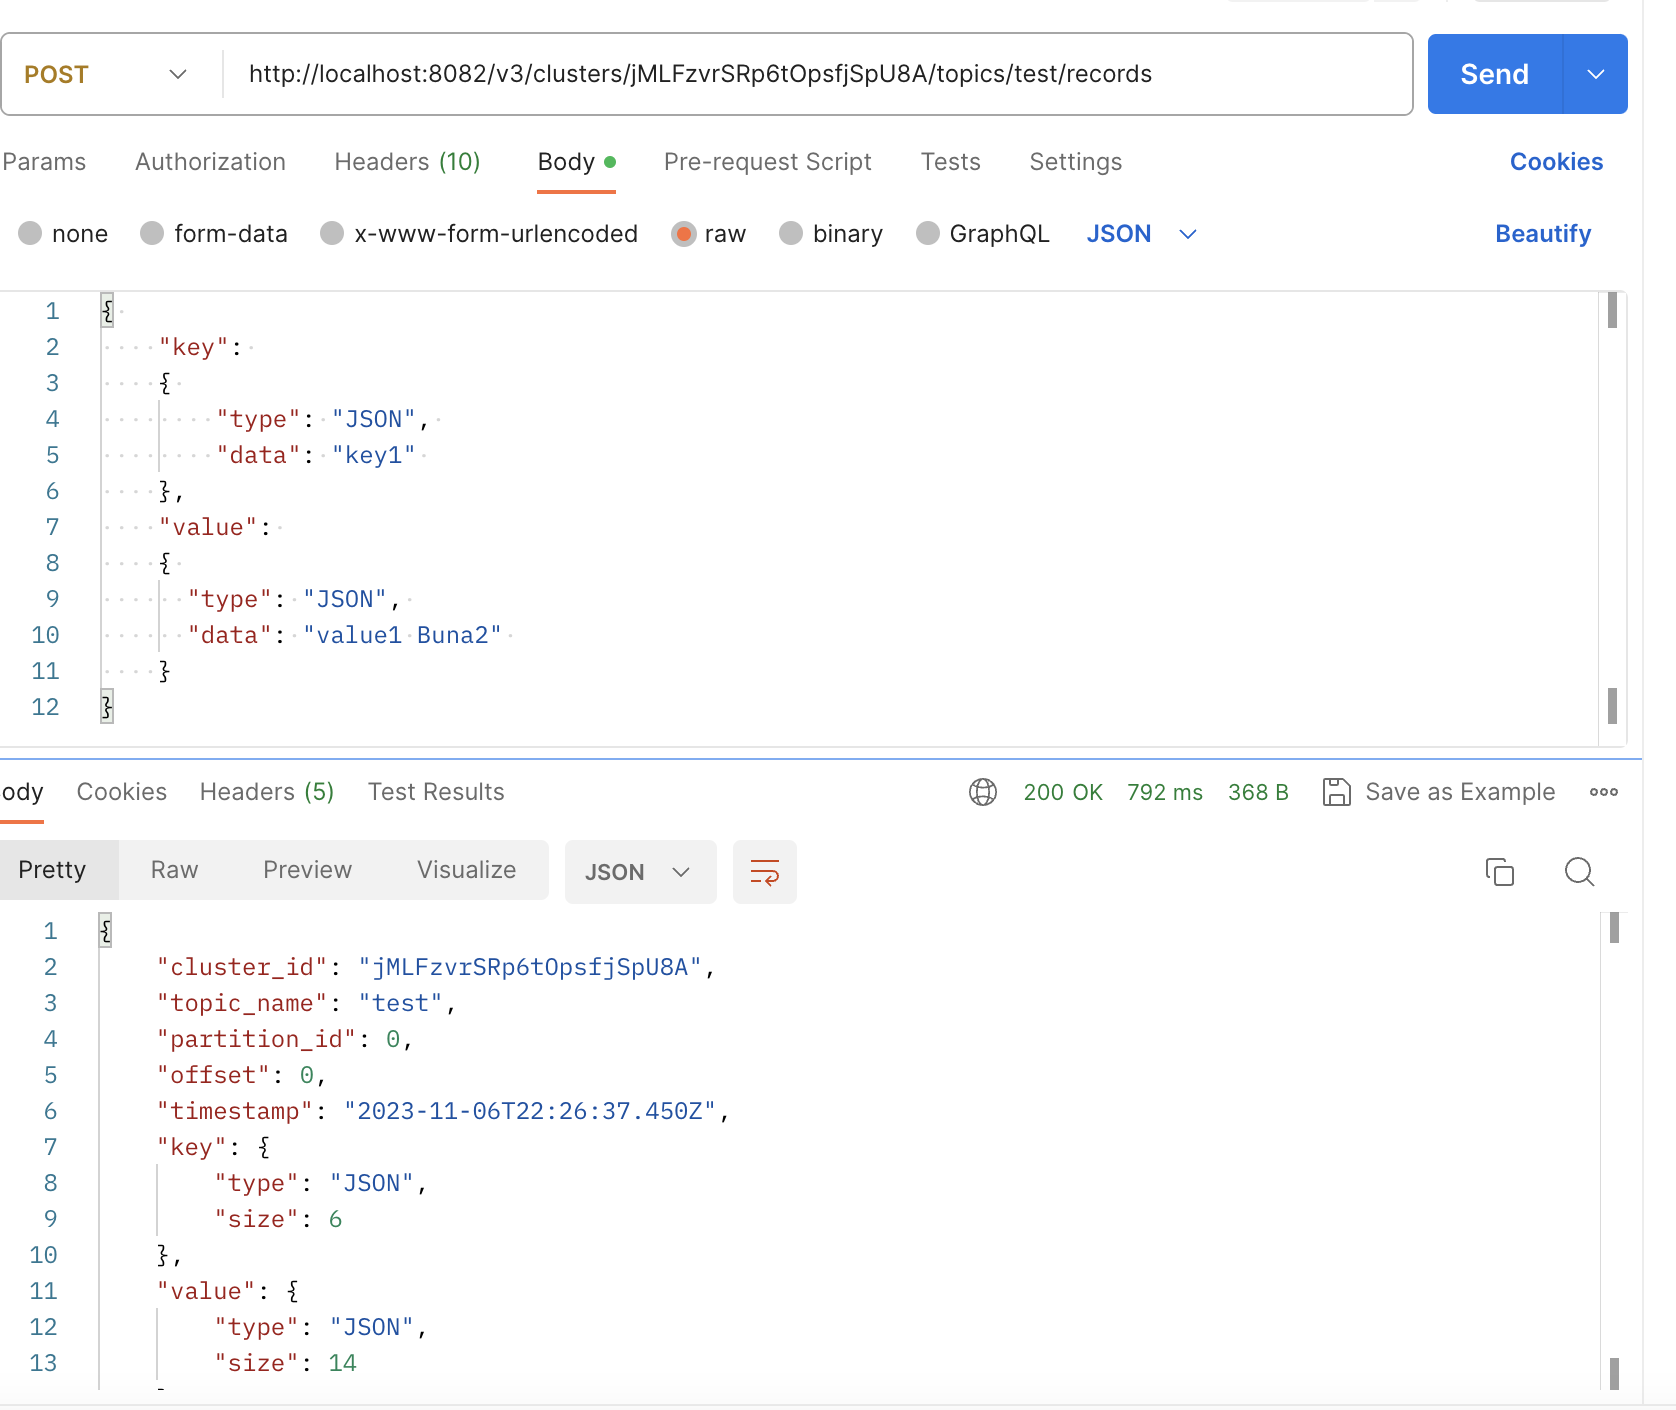 POST http://localhost:8082/v3/clusters/jMLFzvrSRp6tOpsfjSpU8A/topics/test/records Send
Params Authorization Headers (10) Body Pre-request Script Tests Settings Cookies
none form-data x-www-form-urlencoded raw binary GraphQL JSON Beautify
1 {
2 "key":
3 {
4 "type": "JSON",
5 "data": "key1"
6 },
7 "value":
8 {
9 "type": "JSON",
10 "data": "value1 Buna2"
11 }
12 }
ody Cookies Headers (5) Test Results 200 OK 792 ms 368 B Save as Example
Pretty Raw Preview Visualize JSON
1 {
2 "cluster_id": "jMLFzvrSRp6tOpsfjSpU8A",
3 "topic_name": "test",
4 "partition_id": 0,
5 "offset": 0,
6 "timestamp": "2023-11-06T22:26:37.450Z",
7 "key": {
8 "type": "JSON",
9 "size": 6
10 },
11 "value": {
12 "type": "JSON",
13 "size": 14